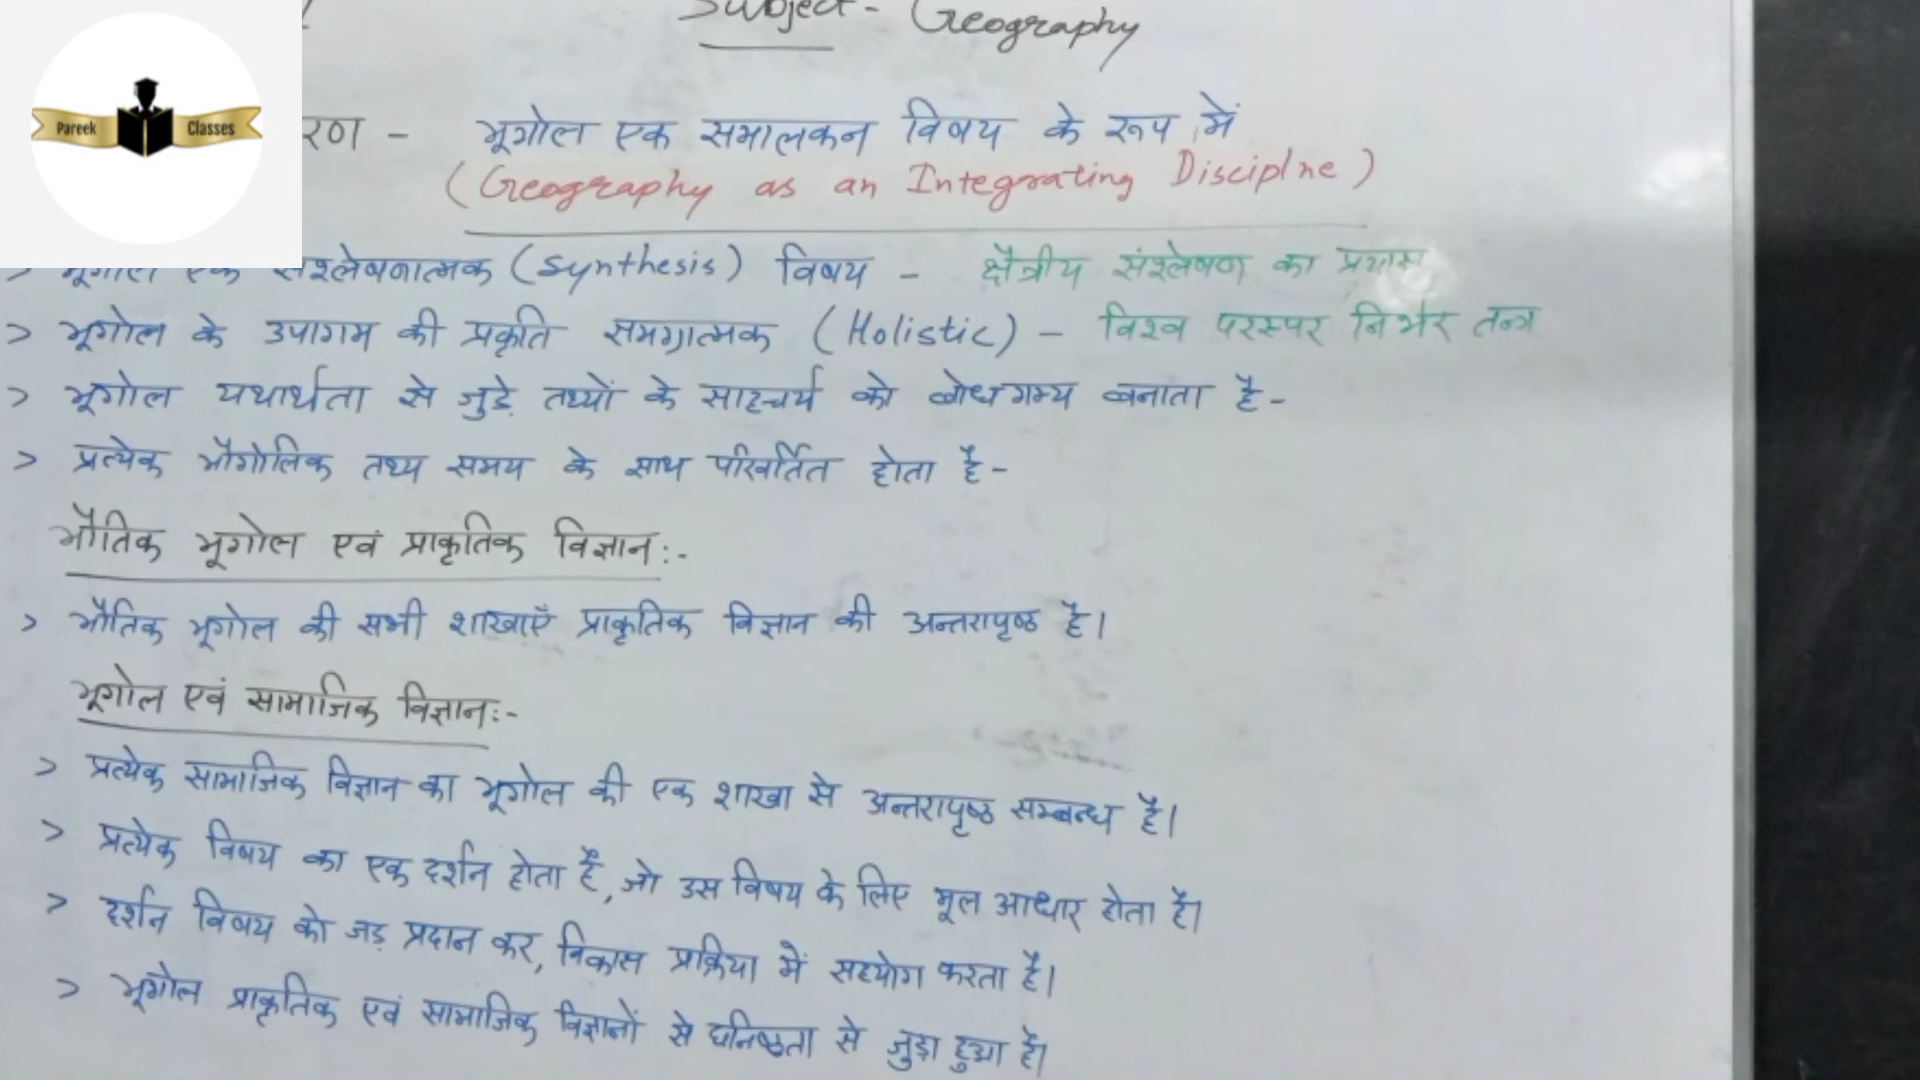 Subject - Geography
Pareek Classes
रण - भूगोल एक समालकन विषय के रूप में
(Geography as an Integrating Discipline)
> भूगोल एक संश्लेषणात्मक (Synthesis) विषय - क्षेत्रीय संश्लेषण का प्रयास
> भूगोल के उपागम की प्रकृति समग्रात्मक (Holistic) - विश्व परस्पर निर्भर तन्त्र
> भूगोल यथार्थता से जुड़े तथ्यों के साहचर्य को बोधगम्य बनाता है -
> प्रत्येक भौगोलिक तथ्य समय के साथ परिवर्तित होता है -
भौतिक भूगोल एवं प्राकृतिक विज्ञान :-
> भौतिक भूगोल की सभी शाखाएँ प्राकृतिक विज्ञान की अन्तरापृष्ठ है।
भूगोल एवं सामाजिक विज्ञान :-
> प्रत्येक सामाजिक विज्ञान का भूगोल की एक शाखा से अन्तरापृष्ठ सम्बन्ध है।
> प्रत्येक विषय का एक दर्शन होता है, जो उस विषय के लिए मूल आधार होता है।
> दर्शन विषय को जड़ प्रदान कर, विकास प्रक्रिया में सहयोग करता है।
> भूगोल प्राकृतिक एवं सामाजिक विज्ञानों से घनिष्ठता से जुड़ा हुआ है।